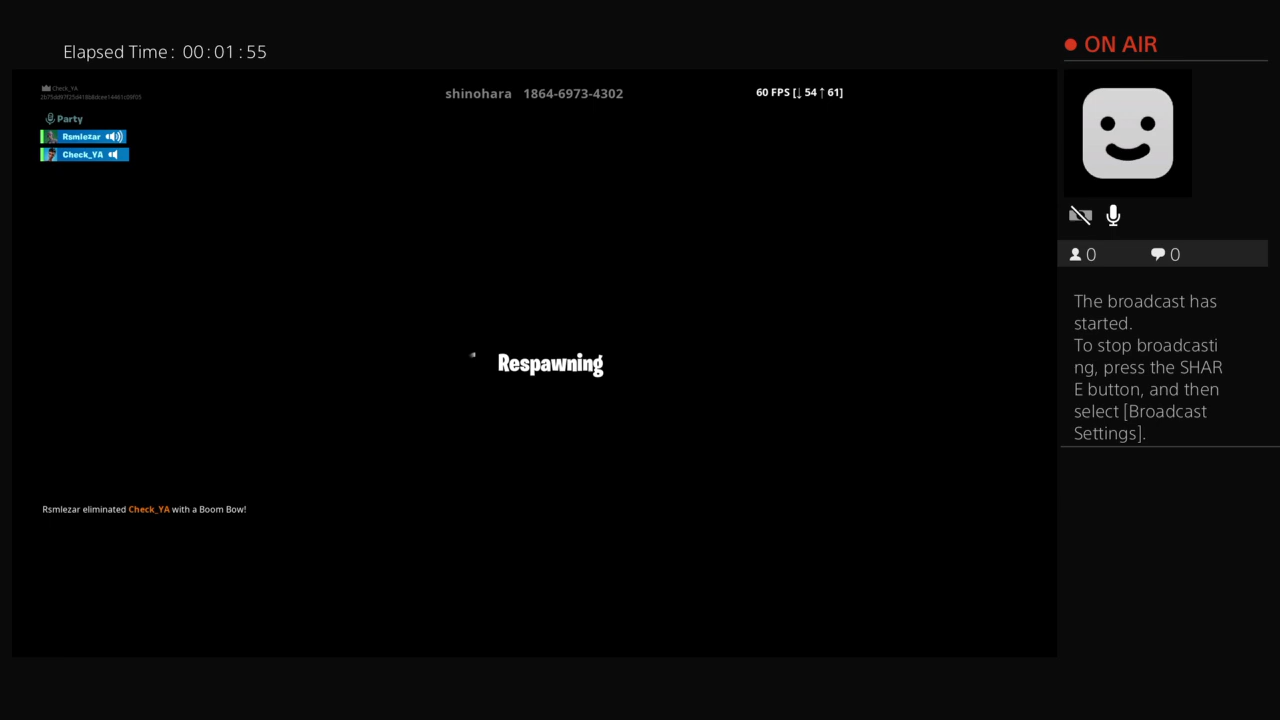 Elapsed Time: 00:01:55
ON AIR
Check_YA
shinohara 1864-6973-4302
60 FPS [↓ 54 ↑ 61]
Party
Rsmlezar
Check_YA
0 0
The broadcast has
started.
To stop broadcasti
ng, press the SHAR
E button, and then
select [Broadcast
Settings].
Respawning
Rsmlezar eliminated Check_YA with a Boom Bow!